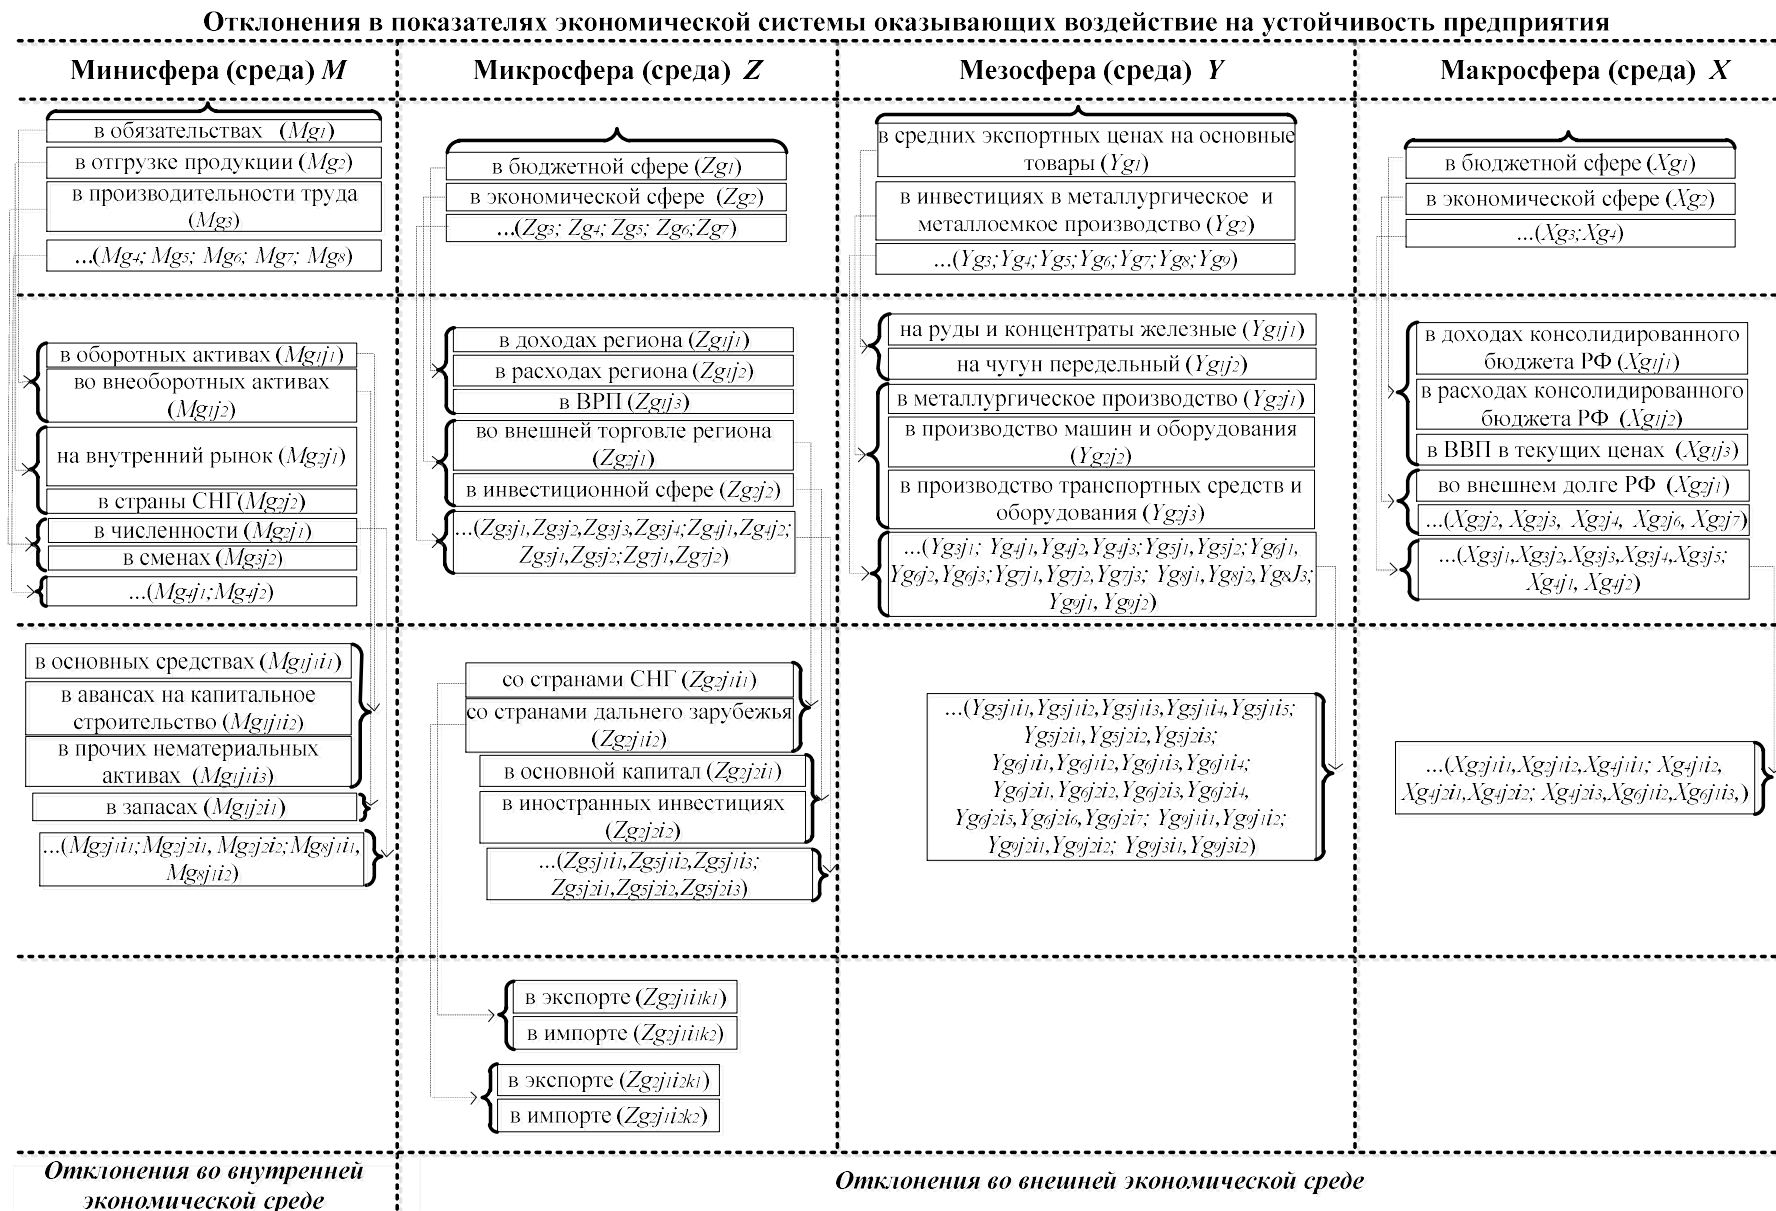 Отклонения в показателях экономической системы оказывающих воздействие на устойчивость предприятия
Минисфера (среда) M
Микросфера (среда) Z
Мезосфера (среда) Y
Макросфера (среда) X
в обязательствах (Mg1)
в отгрузке продукции (Mg2)
в производительности труда
(Mg3)
...(Mg4; Mg5; Mg6; Mg7; Mg8)
в бюджетной сфере (Zg1)
в экономической сфере (Zg2)
...(Zg3; Zg4; Zg5; Zg6;Zg7)
в средних экспортных ценах на основные
товары (Yg1)
в инвестициях в металлургическое и
металлоемкое производство (Yg2)
...(Yg3;Yg4;Yg5;Yg6;Yg7;Yg8;Yg9)
в бюджетной сфере (Xg1)
в экономической сфере (Xg2)
...(Xg3;Xg4)
в оборотных активах (Mg1j1)
во внеоборотных активах
(Mg1j2)
на внутренний рынок (Mg2j1)
в страны СНГ(Mg2j2)
в численности (Mg2j1)
в сменах (Mg3j2)
...(Mg4j1;Mg4j2)
в доходах региона (Zg1j1)
в расходах региона (Zg1j2)
в ВРП (Zg1j3)
во внешней торговле региона
(Zg2j1)
в инвестиционной сфере (Zg2j2)
...(Zg3j1,Zg3j2,Zg3j3,Zg3j4;Zg4j1,Zg4j2;
Zg5j1,Zg5j2;Zg7j1,Zg7j2)
на руды и концентраты железные (Yg1j1)
на чугун передельный (Yg1j2)
в металлургическое производство (Yg2j1)
в производство машин и оборудования
(Yg2j2)
в производство транспортных средств и
оборудования (Yg2j3)
...(Yg3j1; Yg4j1,Yg4j2,Yg4j3;Yg5j1,Yg5j2;Yg6j1,
Yg6j2,Yg6j3;Yg7j1,Yg7j2,Yg7j3; Yg8j1,Yg8j2,Yg8J3;
Yg9j1, Yg9j2)
в доходах консолидированного
бюджета РФ (Xg1j1)
в расходах консолидированного
бюджета РФ (Xg1j2)
в ВВП в текущих ценах (Xg1j3)
во внешнем долге РФ (Xg2j1)
...(Xg2j2, Xg2j3, Xg2j4, Xg2j6, Xg2j7)
...(Xg3j1,Xg3j2,Xg3j3,Xg3j4,Xg3j5;
Xg4j1, Xg4j2)
в основных средствах (Mg1j1i1)
в авансах на капитальное
строительство (Mg1j1i2)
в прочих нематериальных
активах (Mg1j1i3)
в запасах (Mg1j2i1)
...(Mg2j1i1;Mg2j2i1, Mg2j2i2;Mg8j1i1,
Mg8j1i2)
со странами СНГ (Zg2j1i1)
со странами дальнего зарубежья
(Zg2j1i2)
в основной капитал (Zg2j2i1)
в иностранных инвестициях
(Zg2j2i2)
...(Zg5j1i1,Zg5j1i2,Zg5j1i3;
Zg5j2i1,Zg5j2i2,Zg5j2i3)
...(Yg5j1i1,Yg5j1i2,Yg5j1i3,Yg5j1i4,Yg5j1i5;
Yg5j2i1,Yg5j2i2,Yg5j2i3;
Yg6j1i1,Yg6j1i2,Yg6j1i3,Yg6j1i4;
Yg6j2i1,Yg6j2i2,Yg6j2i3,Yg6j2i4,
Yg6j2i5,Yg6j2i6,Yg6j2i7; Yg9j1i1,Yg9j1i2;
Yg9j2i1,Yg9j2i2; Yg9j3i1,Yg9j3i2)
...(Xg2j1i1,Xg2j1i2,Xg4j1i1; Xg4j1i2,
Xg4j2i1,Xg4j2i2; Xg4j2i3,Xg6j1i2,Xg6j1i3,)
в экспорте (Zg2j1i1k1)
в импорте (Zg2j1i1k2)
в экспорте (Zg2j1i2k1)
в импорте (Zg2j1i2k2)
Отклонения во внутренней
экономической среде
Отклонения во внешней экономической среде